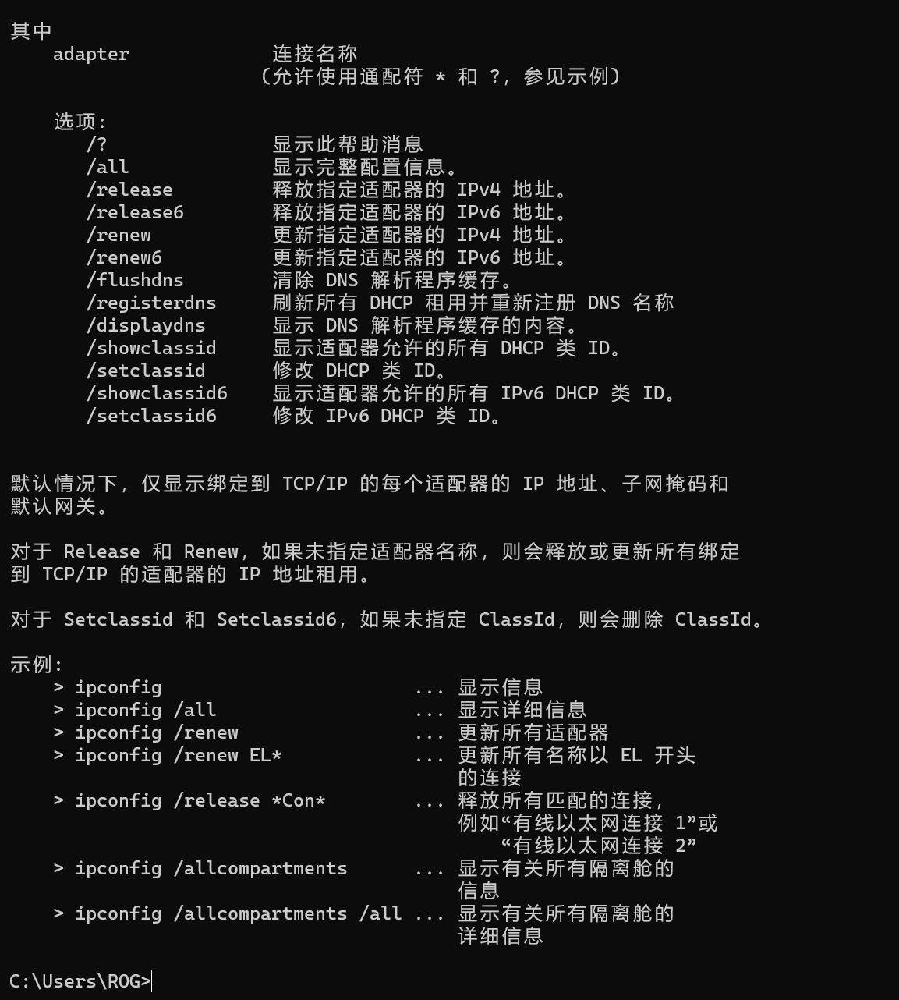 其中
    adapter             连接名称
                       (允许使用通配符 * 和 ?，参见示例)
    选项:
       /?               显示此帮助消息
       /all             显示完整配置信息。
       /release         释放指定适配器的 IPv4 地址。
       /release6        释放指定适配器的 IPv6 地址。
       /renew           更新指定适配器的 IPv4 地址。
       /renew6          更新指定适配器的 IPv6 地址。
       /flushdns        清除 DNS 解析程序缓存。
       /registerdns     刷新所有 DHCP 租用并重新注册 DNS 名称
       /displaydns      显示 DNS 解析程序缓存的内容。
       /showclassid     显示适配器允许的所有 DHCP 类 ID。
       /setclassid      修改 DHCP 类 ID。
       /showclassid6    显示适配器允许的所有 IPv6 DHCP 类 ID。
       /setclassid6     修改 IPv6 DHCP 类 ID。
默认情况下，仅显示绑定到 TCP/IP 的每个适配器的 IP 地址、子网掩码和
默认网关。
对于 Release 和 Renew，如果未指定适配器名称，则会释放或更新所有绑定
到 TCP/IP 的适配器的 IP 地址租用。
对于 Setclassid 和 Setclassid6，如果未指定 ClassId，则会删除 ClassId。
示例:
    > ipconfig                       ... 显示信息
    > ipconfig /all                  ... 显示详细信息
    > ipconfig /renew                ... 更新所有适配器
    > ipconfig /renew EL*            ... 更新所有名称以 EL 开头
                                         的连接
    > ipconfig /release *Con*        ... 释放所有匹配的连接，
                                         例如“有线以太网连接 1”或
                                             “有线以太网连接 2”
    > ipconfig /allcompartments      ... 显示有关所有隔离舱的
                                         信息
    > ipconfig /allcompartments /all ... 显示有关所有隔离舱的
                                         详细信息
C:\Users\ROG>